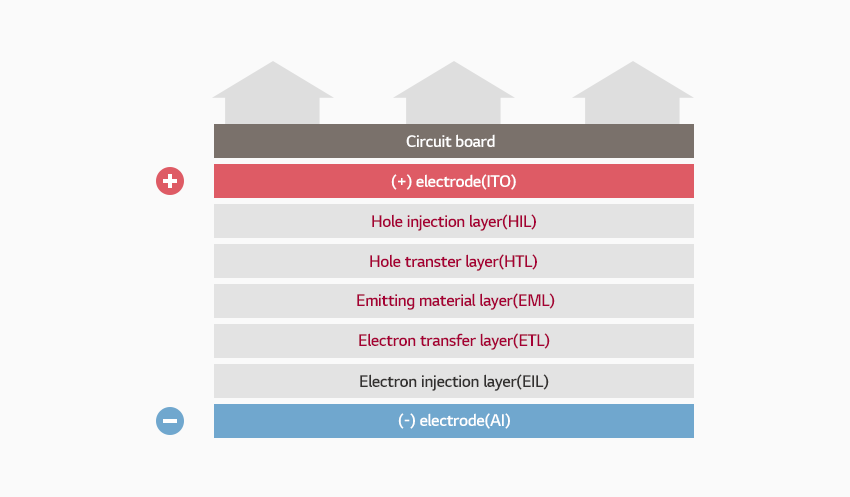 Circuit board
(+) electrode(ITO)
Hole injection layer(HIL)
Hole transter layer(HTL)
Emitting material layer(EML)
Electron transfer layer(ETL)
Electron injection layer(EIL)
(-) electrode(AI)